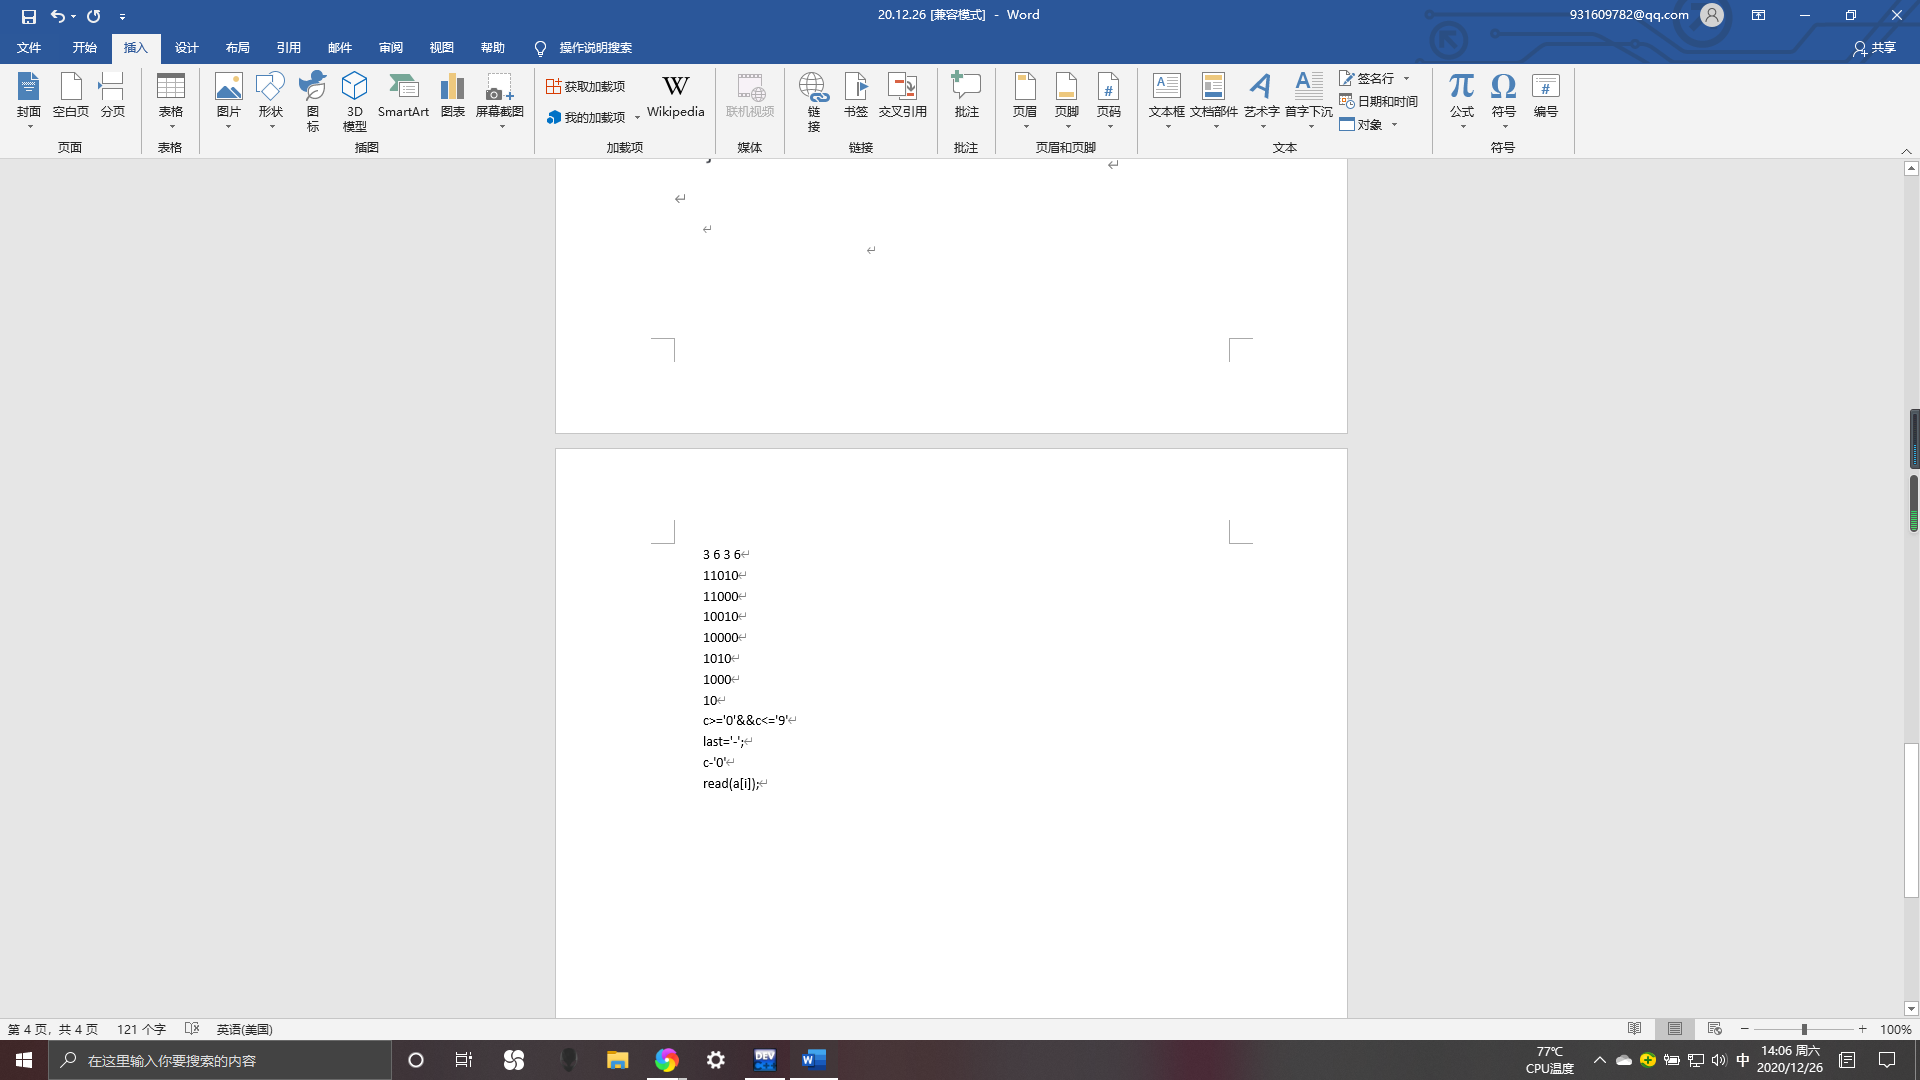 20.12.26 [兼容模式] - Word
931609782@qq.com
文件 开始 插入 设计 布局 引用 邮件 审阅 视图 帮助 操作说明搜索 共享
封面 空白页 分页
页面
表格
表格
图片 形状 图标 3D 模型 SmartArt 图表 屏幕截图
插图
获取加载项
我的加载项
W
Wikipedia
加载项
联机视频
媒体
链接 书签 交叉引用
链接
批注
批注
页眉 页脚 页码
页眉和页脚
文本框 文档部件 艺术字 首字下沉
签名行
日期和时间
对象
文本
π Ω #
公式 符号 编号
符号
3 6 3 6
11010
11000
10010
10000
1010
1000
10
c>='0'&&c<='9'
last='-';
c-'0'
read(a[i]);
第 4 页，共 4 页 121 个字 英语(美国)
100%
在这里输入你要搜索的内容
DEV C++
77℃
CPU温度
中
14:06 周六
2020/12/26